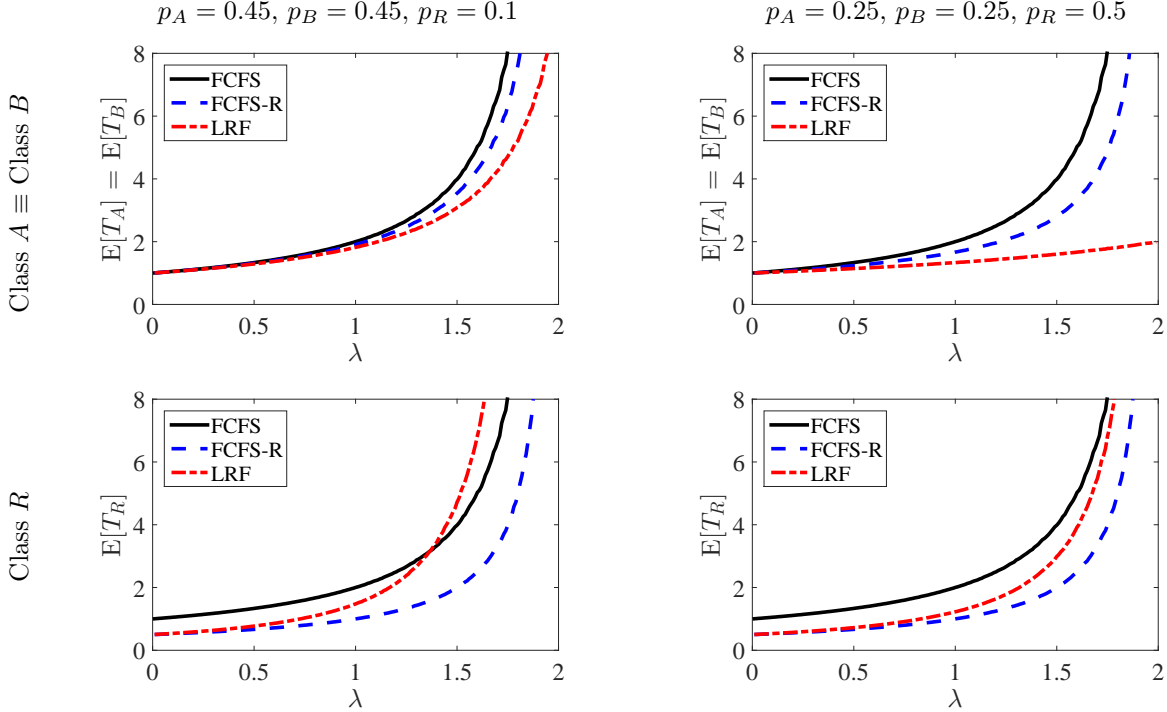 p_A = 0.45, p_B = 0.45, p_R = 0.1
p_A = 0.25, p_B = 0.25, p_R = 0.5
Class A ≡ Class B
E[T_A] = E[T_B]
8
6
4
2
0
FCFS
FCFS-R
LRF
0 0.5 1 1.5 2
λ
E[T_A] = E[T_B]
8
6
4
2
0
FCFS
FCFS-R
LRF
0 0.5 1 1.5 2
λ
Class R
E[T_R]
8
6
4
2
0
FCFS
FCFS-R
LRF
0 0.5 1 1.5 2
λ
E[T_R]
8
6
4
2
0
FCFS
FCFS-R
LRF
0 0.5 1 1.5 2
λ